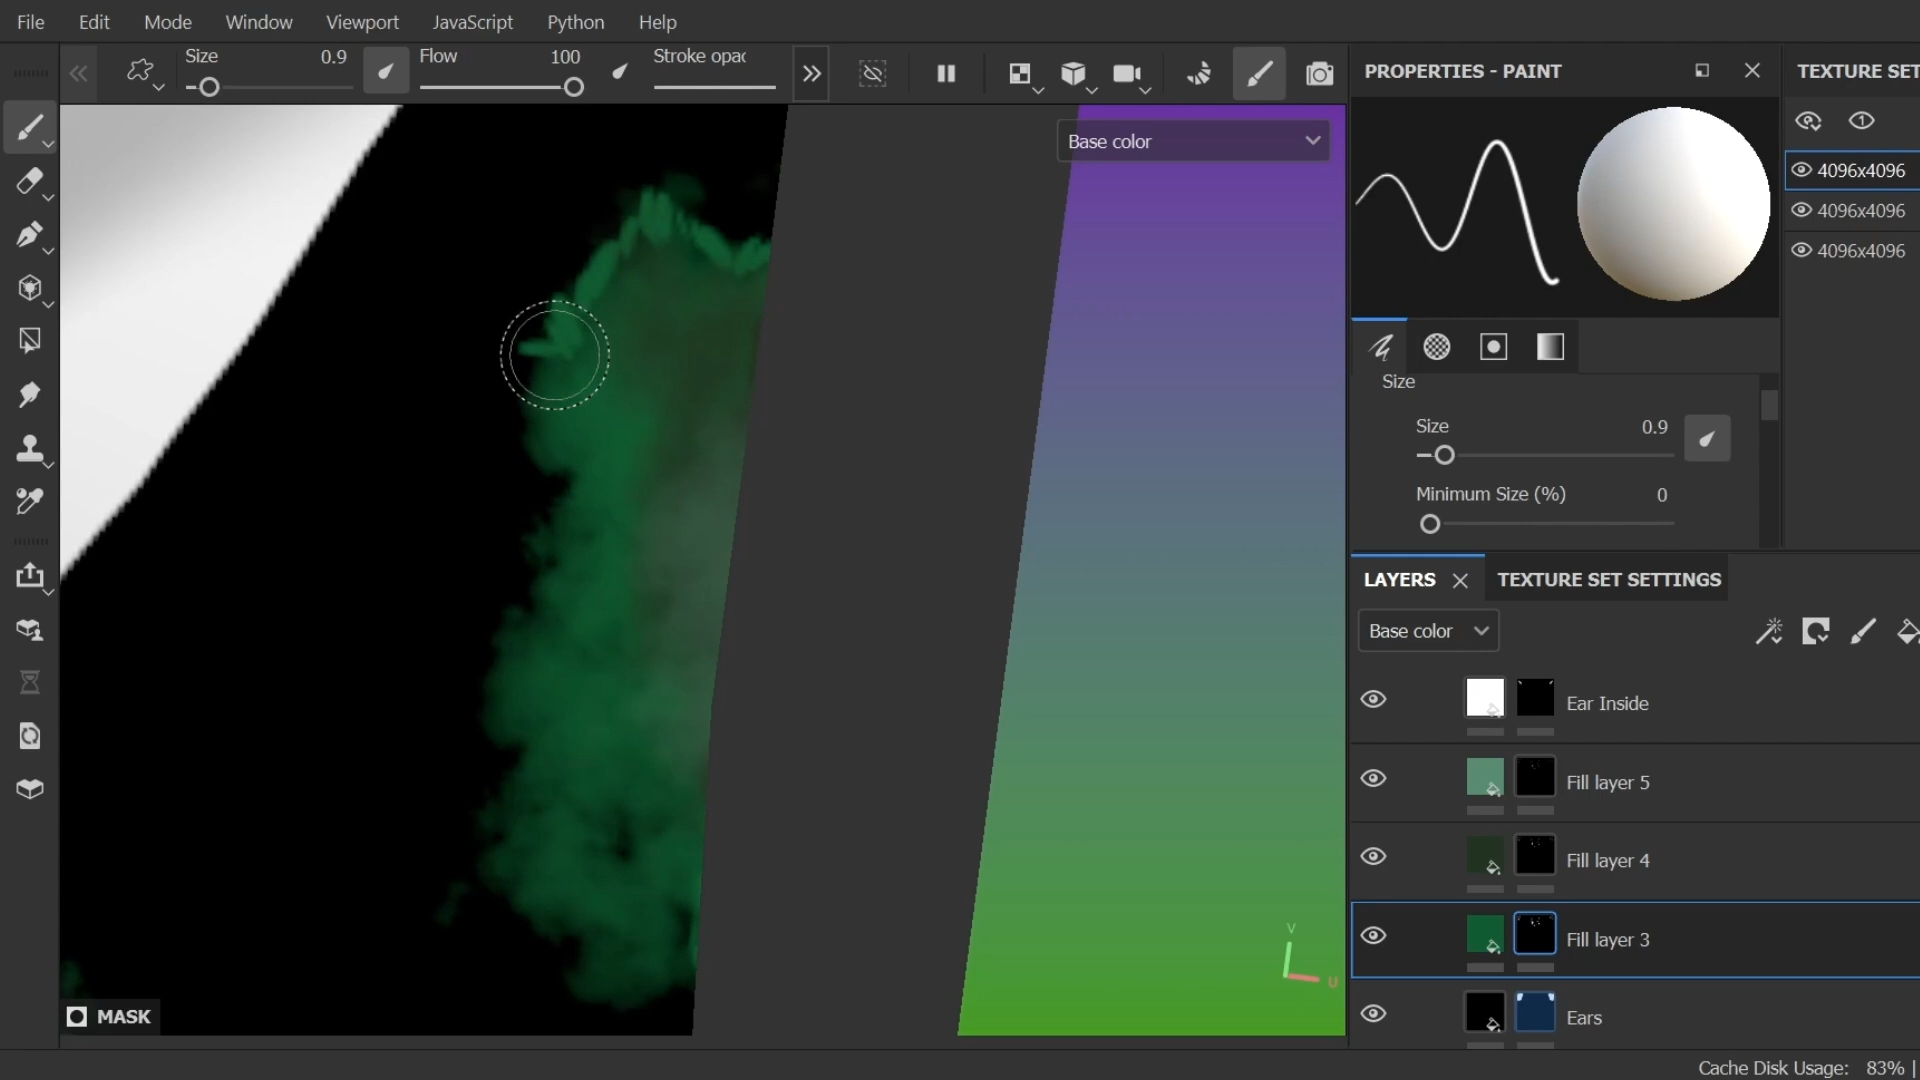 File Edit Mode Window Viewport JavaScript Python Help
Size 0.9 Flow 100 Stroke opac
PROPERTIES - PAINT
TEXTURE SET
Base color
4096x4096
4096x4096
4096x4096
Size
Size 0.9
Minimum Size (%) 0
LAYERS TEXTURE SET SETTINGS
Base color
Ear Inside
Fill layer 5
Fill layer 4
Fill layer 3
Ears
V
U
MASK
Cache Disk Usage: 83% |